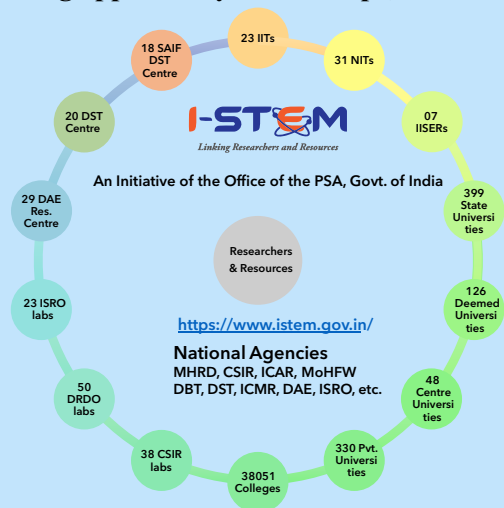 23 IITs
31 NITs
07
IISERs
399
State
Universi
ties
126
Deemed
Universi
ties
48
Centre
Universi
ties
330 Pvt.
Universi
ties
38051
Colleges
38 CSIR
labs
50
DRDO
labs
23 ISRO
labs
29 DAE
Res.
Centre
20 DST
Centre
18 SAIF
DST
Centre
I-STEM
Linking Researchers and Resources
An Initiative of the Office of the PSA, Govt. of India
Researchers
& Resources
https://www.istem.gov.in/
National Agencies
MHRD, CSIR, ICAR, MoHFW
DBT, DST, ICMR, DAE, ISRO, etc.